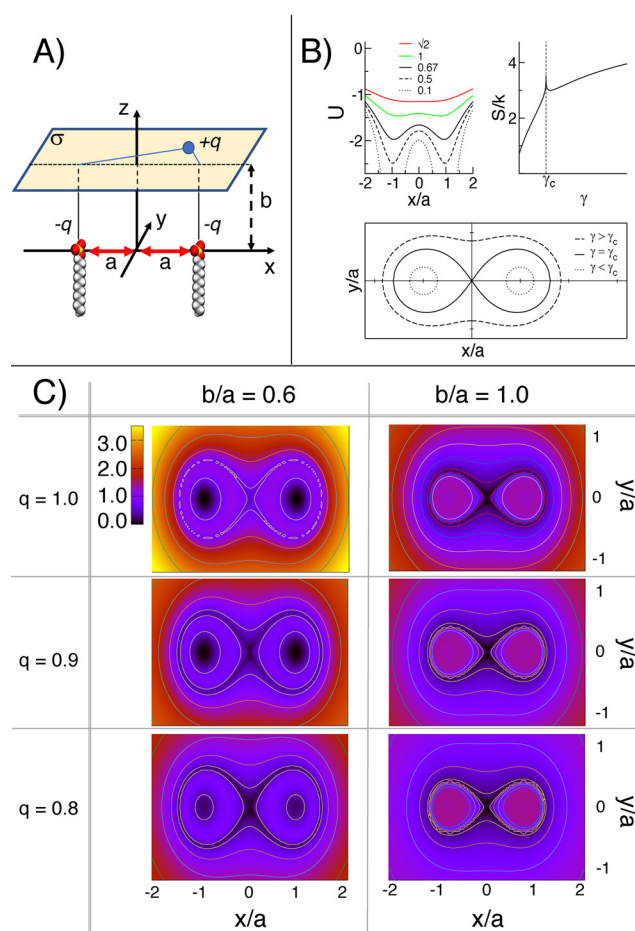 A)
z
σ
+q
-q
-q
y
b
a
a
x
B)
0
-1
-2
U
√2
1
0.67
0.5
0.1
-2 -1 0 1 2
x/a
4
2
S/k
γc
γ
y/a
γ > γc
γ = γc
γ < γc
x/a
C)
b/a = 0.6
b/a = 1.0
q = 1.0
3.0
2.0
1.0
0.0
1
0
-1
y/a
q = 0.9
1
0
-1
y/a
q = 0.8
1
0
-1
y/a
-2 -1 0 1 2
-2 -1 0 1 2
x/a
x/a